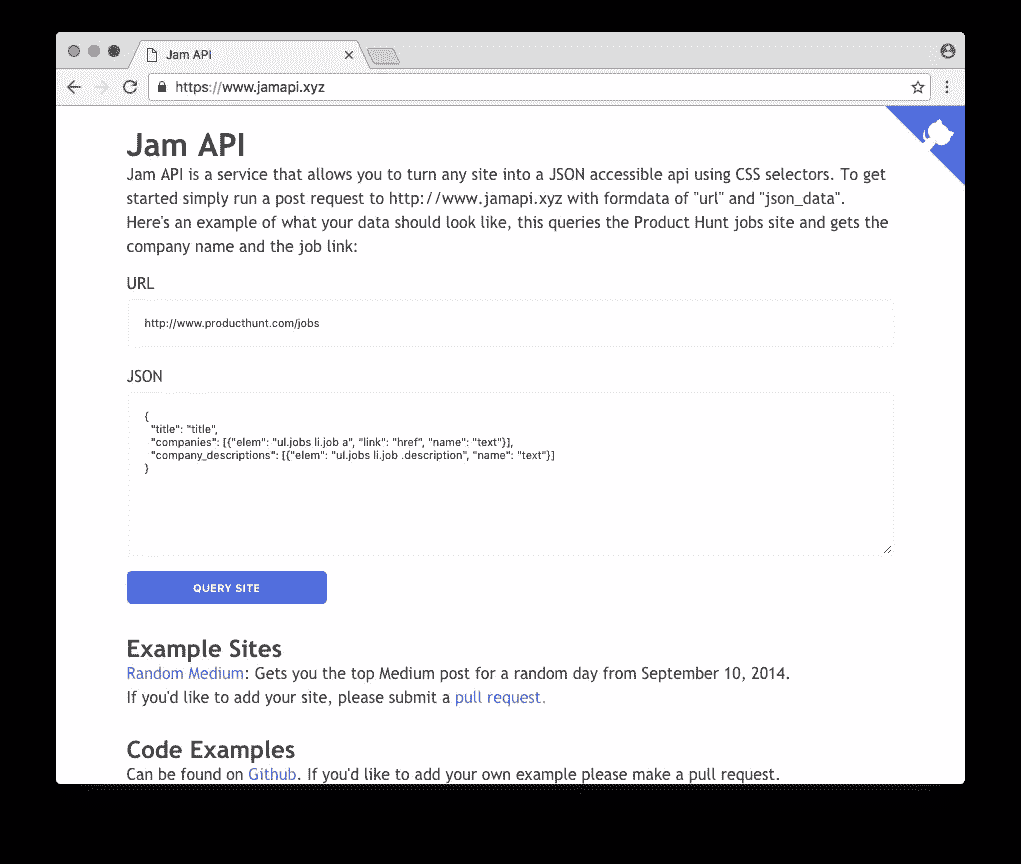 Jam API
https://www.jamapi.xyz
Jam API
Jam API is a service that allows you to turn any site into a JSON accessible api using CSS selectors. To get
started simply run a post request to http://www.jamapi.xyz with formdata of "url" and "json_data".
Here's an example of what your data should look like, this queries the Product Hunt jobs site and gets the
company name and the job link:
URL
http://www.producthunt.com/jobs
JSON
{
"title": "title",
"companies": [{"elem": "ul.jobs li.job a", "link": "href", "name": "text"}],
"company_descriptions": [{"elem": "ul.jobs li.job .description", "name": "text"}]
}
QUERY SITE
Example Sites
Random Medium: Gets you the top Medium post for a random day from September 10, 2014.
If you'd like to add your site, please submit a pull request.
Code Examples
Can be found on Github. If you'd like to add your own example please make a pull request.